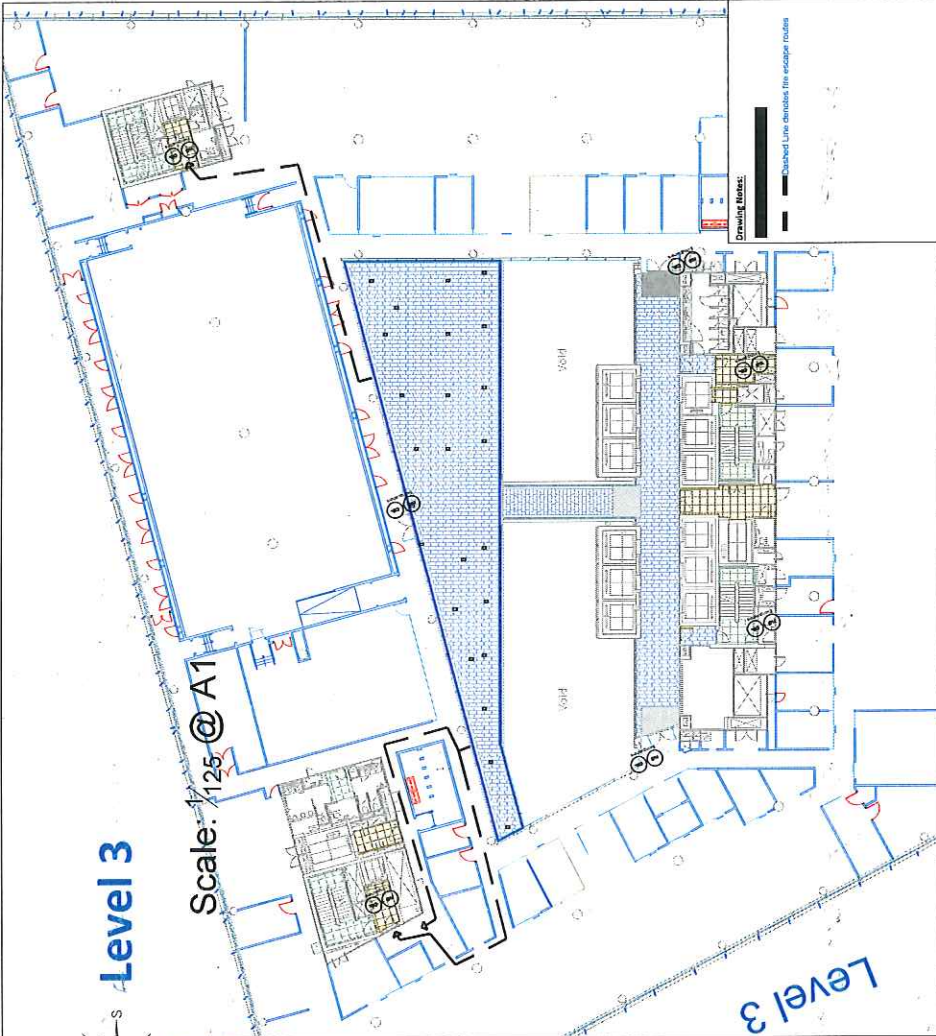 Level 3
Scale: 1/125 @ A1
S
Void
Void
Drawing Notes:
Dashed Line denotes fire escape routes
Level 3